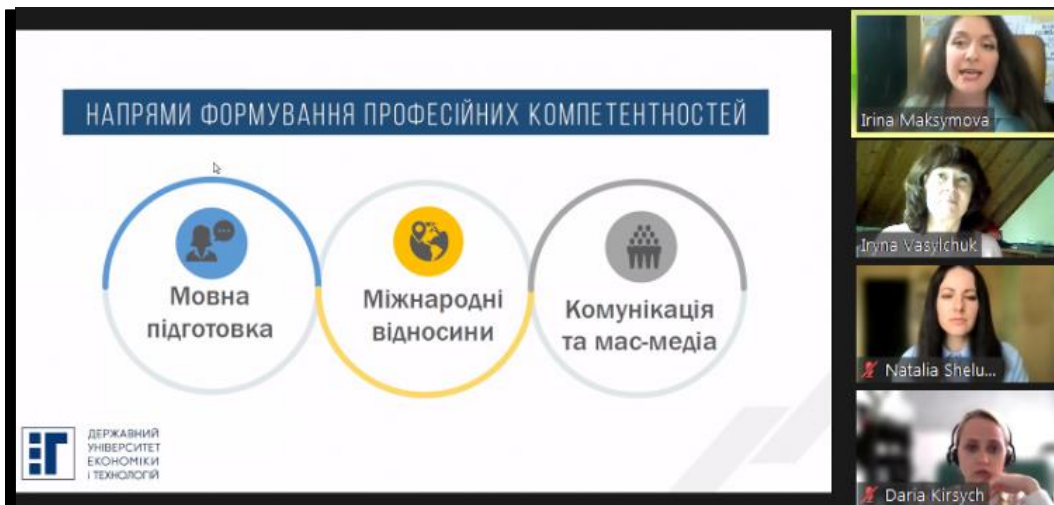 НАПРЯМИ ФОРМУВАННЯ ПРОФЕСІЙНИХ КОМПЕТЕНТНОСТЕЙ
Мовна
підготовка
Міжнародні
відносини
Комунікація
та мас-медіа
ДЕРЖАВНИЙ
УНІВЕРСИТЕТ
ЕКОНОМІКИ
І ТЕХНОЛОГІЙ
Irina Maksymova
Iryna Vasylchuk
Natalia Shelu...
Daria Kirsych